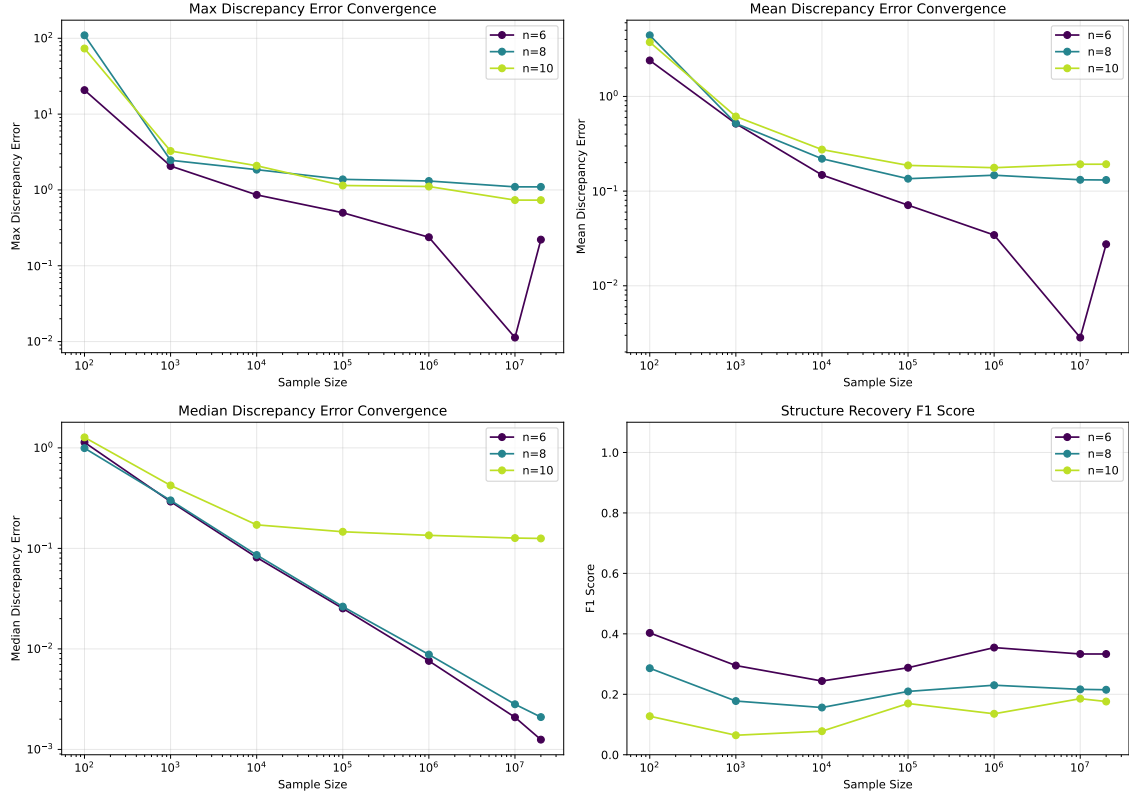 Max Discrepancy Error Convergence
Max Discrepancy Error
10²
10¹
10⁰
10⁻¹
10⁻²
n=6
n=8
n=10
10² 10³ 10⁴ 10⁵ 10⁶ 10⁷
Sample Size
Mean Discrepancy Error Convergence
Mean Discrepancy Error
10⁰
10⁻¹
10⁻²
n=6
n=8
n=10
10² 10³ 10⁴ 10⁵ 10⁶ 10⁷
Sample Size
Median Discrepancy Error Convergence
Median Discrepancy Error
10⁰
10⁻¹
10⁻²
10⁻³
n=6
n=8
n=10
10² 10³ 10⁴ 10⁵ 10⁶ 10⁷
Sample Size
Structure Recovery F1 Score
F1 Score
1.0
0.8
0.6
0.4
0.2
0.0
n=6
n=8
n=10
10² 10³ 10⁴ 10⁵ 10⁶ 10⁷
Sample Size